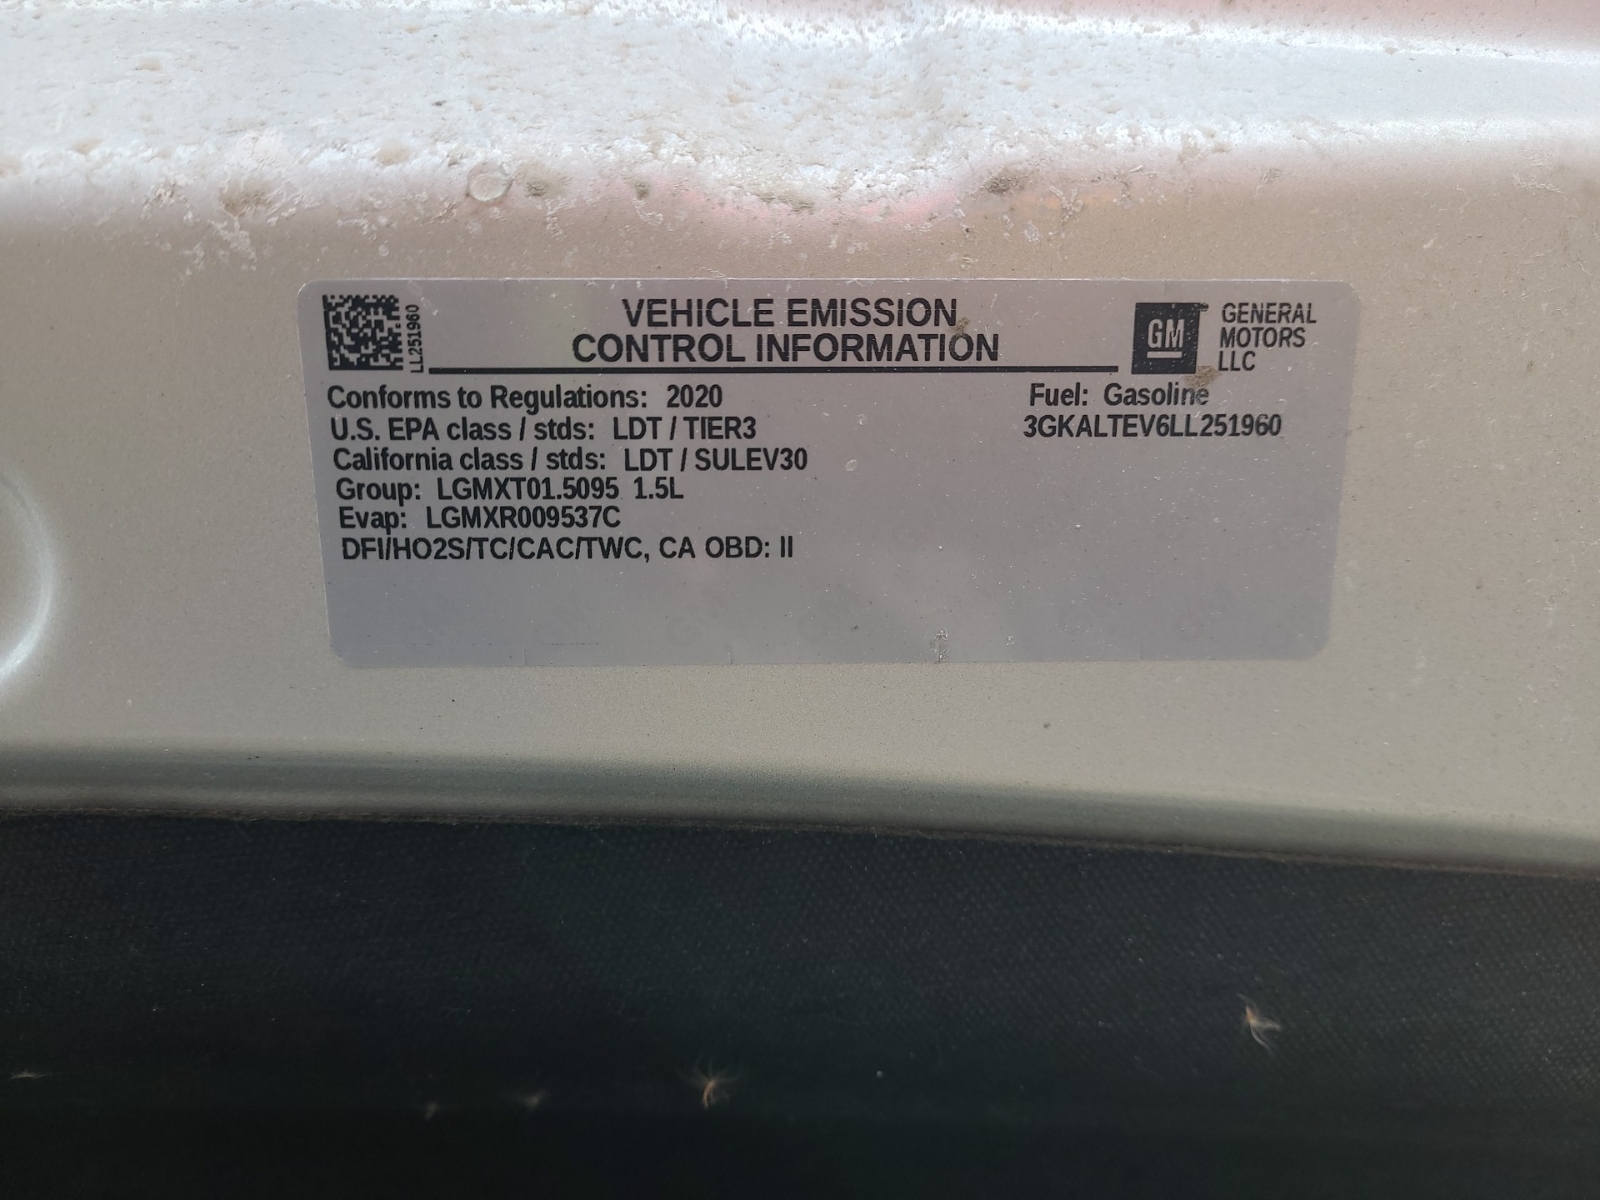 LL251960
VEHICLE EMISSION
CONTROL INFORMATION
GM
GENERAL
MOTORS
LLC
Conforms to Regulations: 2020
Fuel: Gasoline
U.S. EPA class / stds: LDT / TIER3
3GKALTEV6LL251960
California class / stds: LDT / SULEV30
Group: LGMXT01.5095 1.5L
Evap: LGMXR009537C
DFI/HO2S/TC/CAC/TWC, CA OBD: II